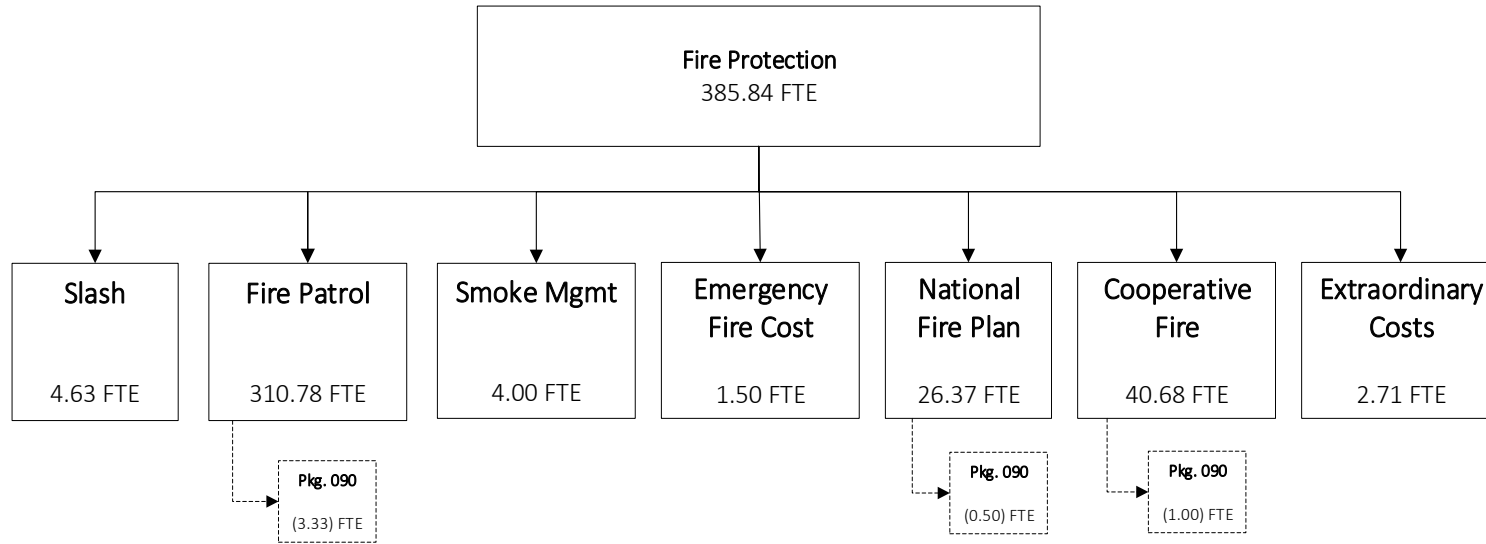 Fire Protection
385.84 FTE
Slash
4.63 FTE
Fire Patrol
310.78 FTE
Smoke Mgmt
4.00 FTE
Emergency
Fire Cost
1.50 FTE
National
Fire Plan
26.37 FTE
Cooperative
Fire
40.68 FTE
Extraordinary
Costs
2.71 FTE
Pkg. 090
(3.33) FTE
Pkg. 090
(0.50) FTE
Pkg. 090
(1.00) FTE